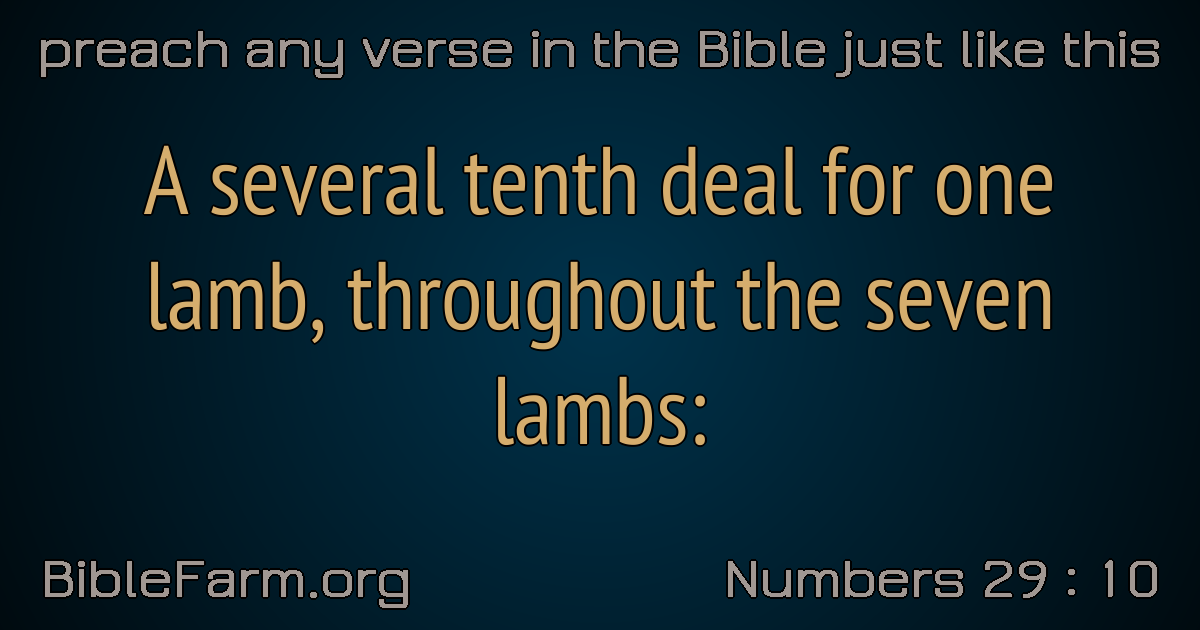 preach any verse in the Bible just like this
A several tenth deal for one
lamb, throughout the seven
lambs:
BibleFarm.org
Numbers 29 : 10